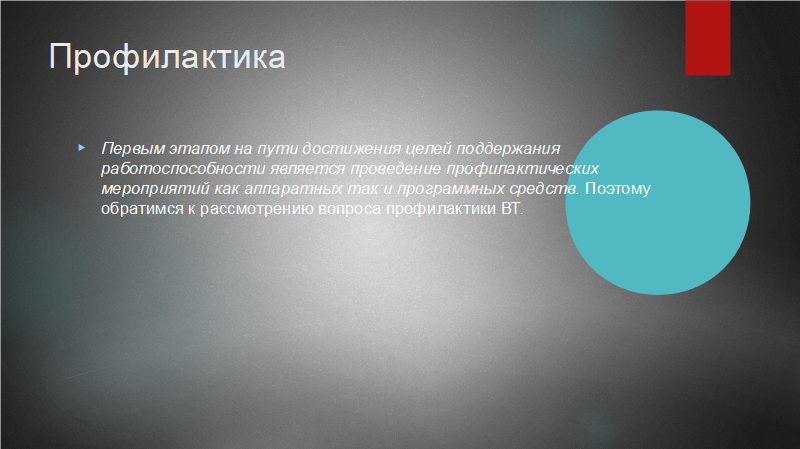 Профилактика
Первым этапом на пути достижения целей поддержания
работоспособности является проведение профилактических
мероприятий как аппаратных так и программных средств. Поэтому
обратимся к рассмотрению вопроса профилактики ВТ.